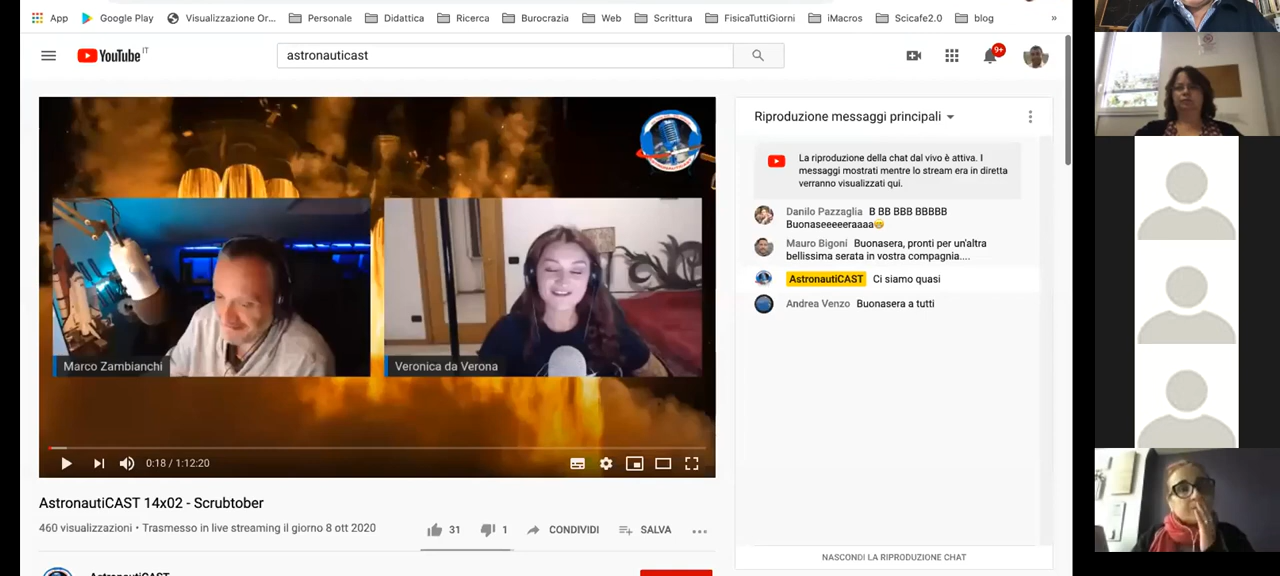 App Google Play Visualizzazione Or... Personale Didattica Ricerca Burocrazia Web Scrittura FisicaTuttiGiorni iMacros Scicafe2.0 blog »
YouTube IT astronauticast 9+
Riproduzione messaggi principali
La riproduzione della chat dal vivo è attiva. I
messaggi mostrati mentre lo stream era in diretta
verranno visualizzati qui.
Danilo Pazzaglia B BB BBB BBBBB
Buonaseeeeeraaaa
Mauro Bigoni Buonasera, pronti per un'altra
bellissima serata in vostra compagnia....
AstronautiCAST Ci siamo quasi
Andrea Venzo Buonasera a tutti
Marco Zambianchi
Veronica da Verona
0:18 / 1:12:20
AstronautiCAST 14x02 - Scrubtober
460 visualizzazioni • Trasmesso in live streaming il giorno 8 ott 2020
31 1 CONDIVIDI SALVA
NASCONDI LA RIPRODUZIONE CHAT
AstronautiCAST